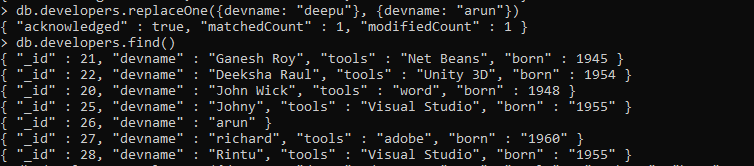 > db.developers.replaceOne({devname: "deepu"}, {devname: "arun"})
{ "acknowledged" : true, "matchedCount" : 1, "modifiedCount" : 1 }
> db.developers.find()
{ "_id" : 21, "devname" : "Ganesh Roy", "tools" : "Net Beans", "born" : 1945 }
{ "_id" : 22, "devname" : "Deeksha Raul", "tools" : "Unity 3D", "born" : 1954 }
{ "_id" : 20, "devname" : "John Wick", "tools" : "word", "born" : 1948 }
{ "_id" : 25, "devname" : "Johny", "tools" : "Visual Studio", "born" : "1955" }
{ "_id" : 26, "devname" : "arun" }
{ "_id" : 27, "devname" : "richard", "tools" : "adobe", "born" : "1960" }
{ "_id" : 28, "devname" : "Rintu", "tools" : "Visual Studio", "born" : "1955" }